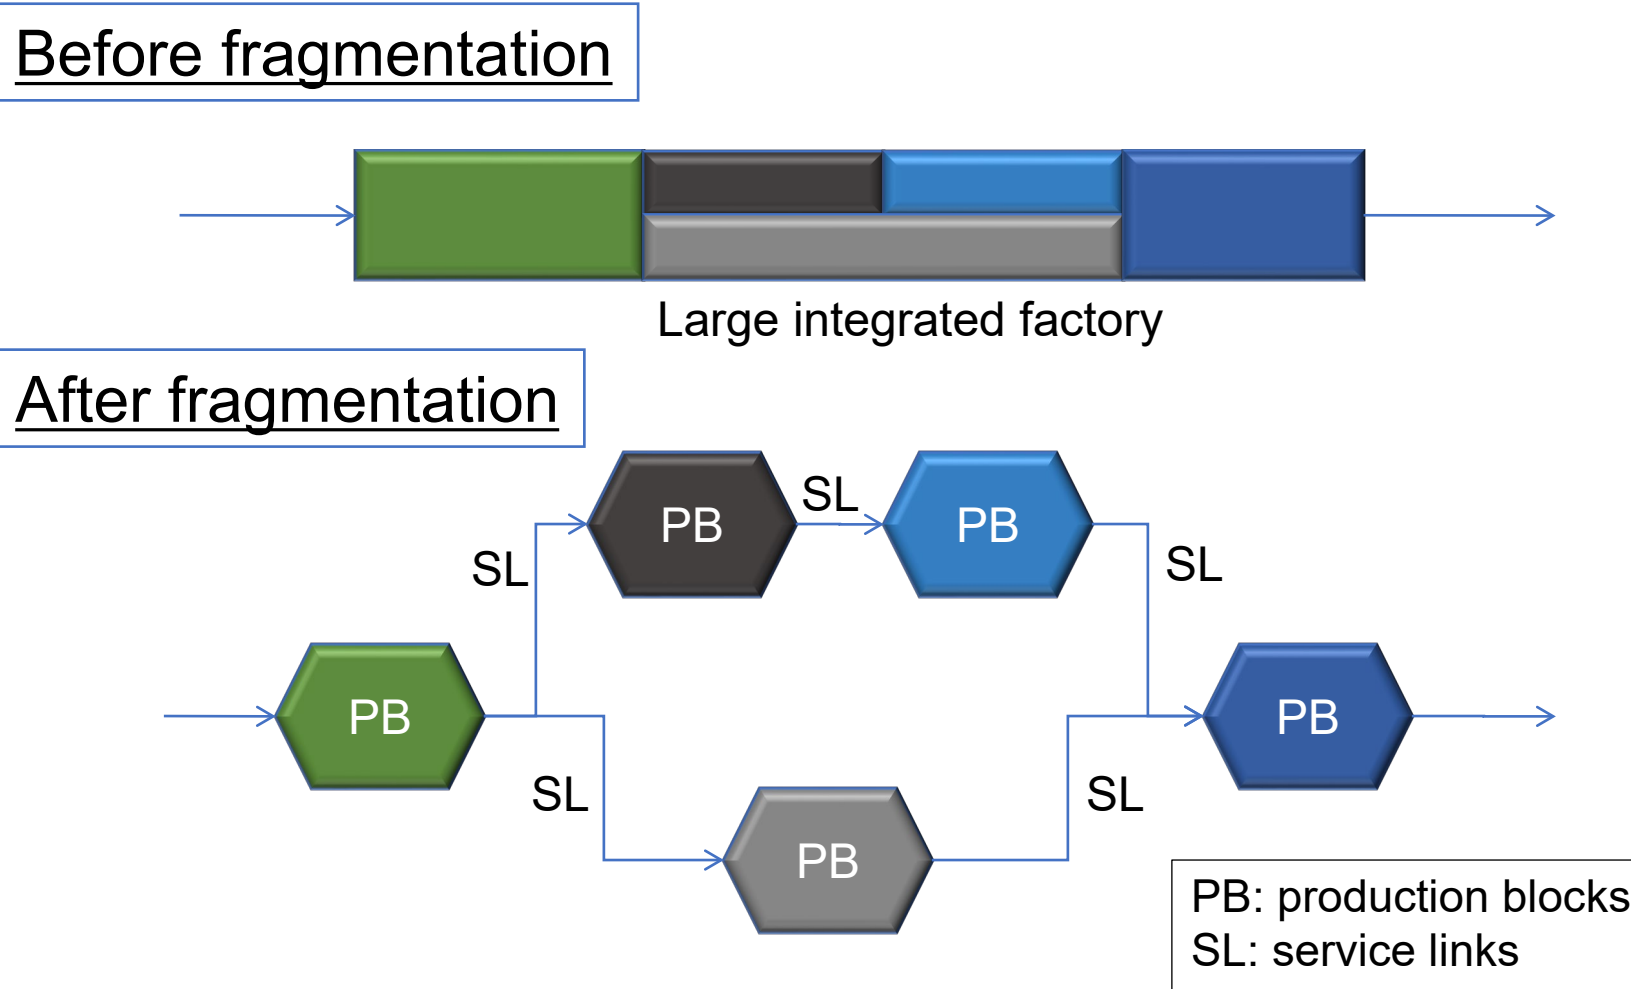 Before fragmentation
Large integrated factory
After fragmentation
PB
SL
PB
SL
SL
PB
PB
SL
SL
PB
PB: production blocks
SL: service links